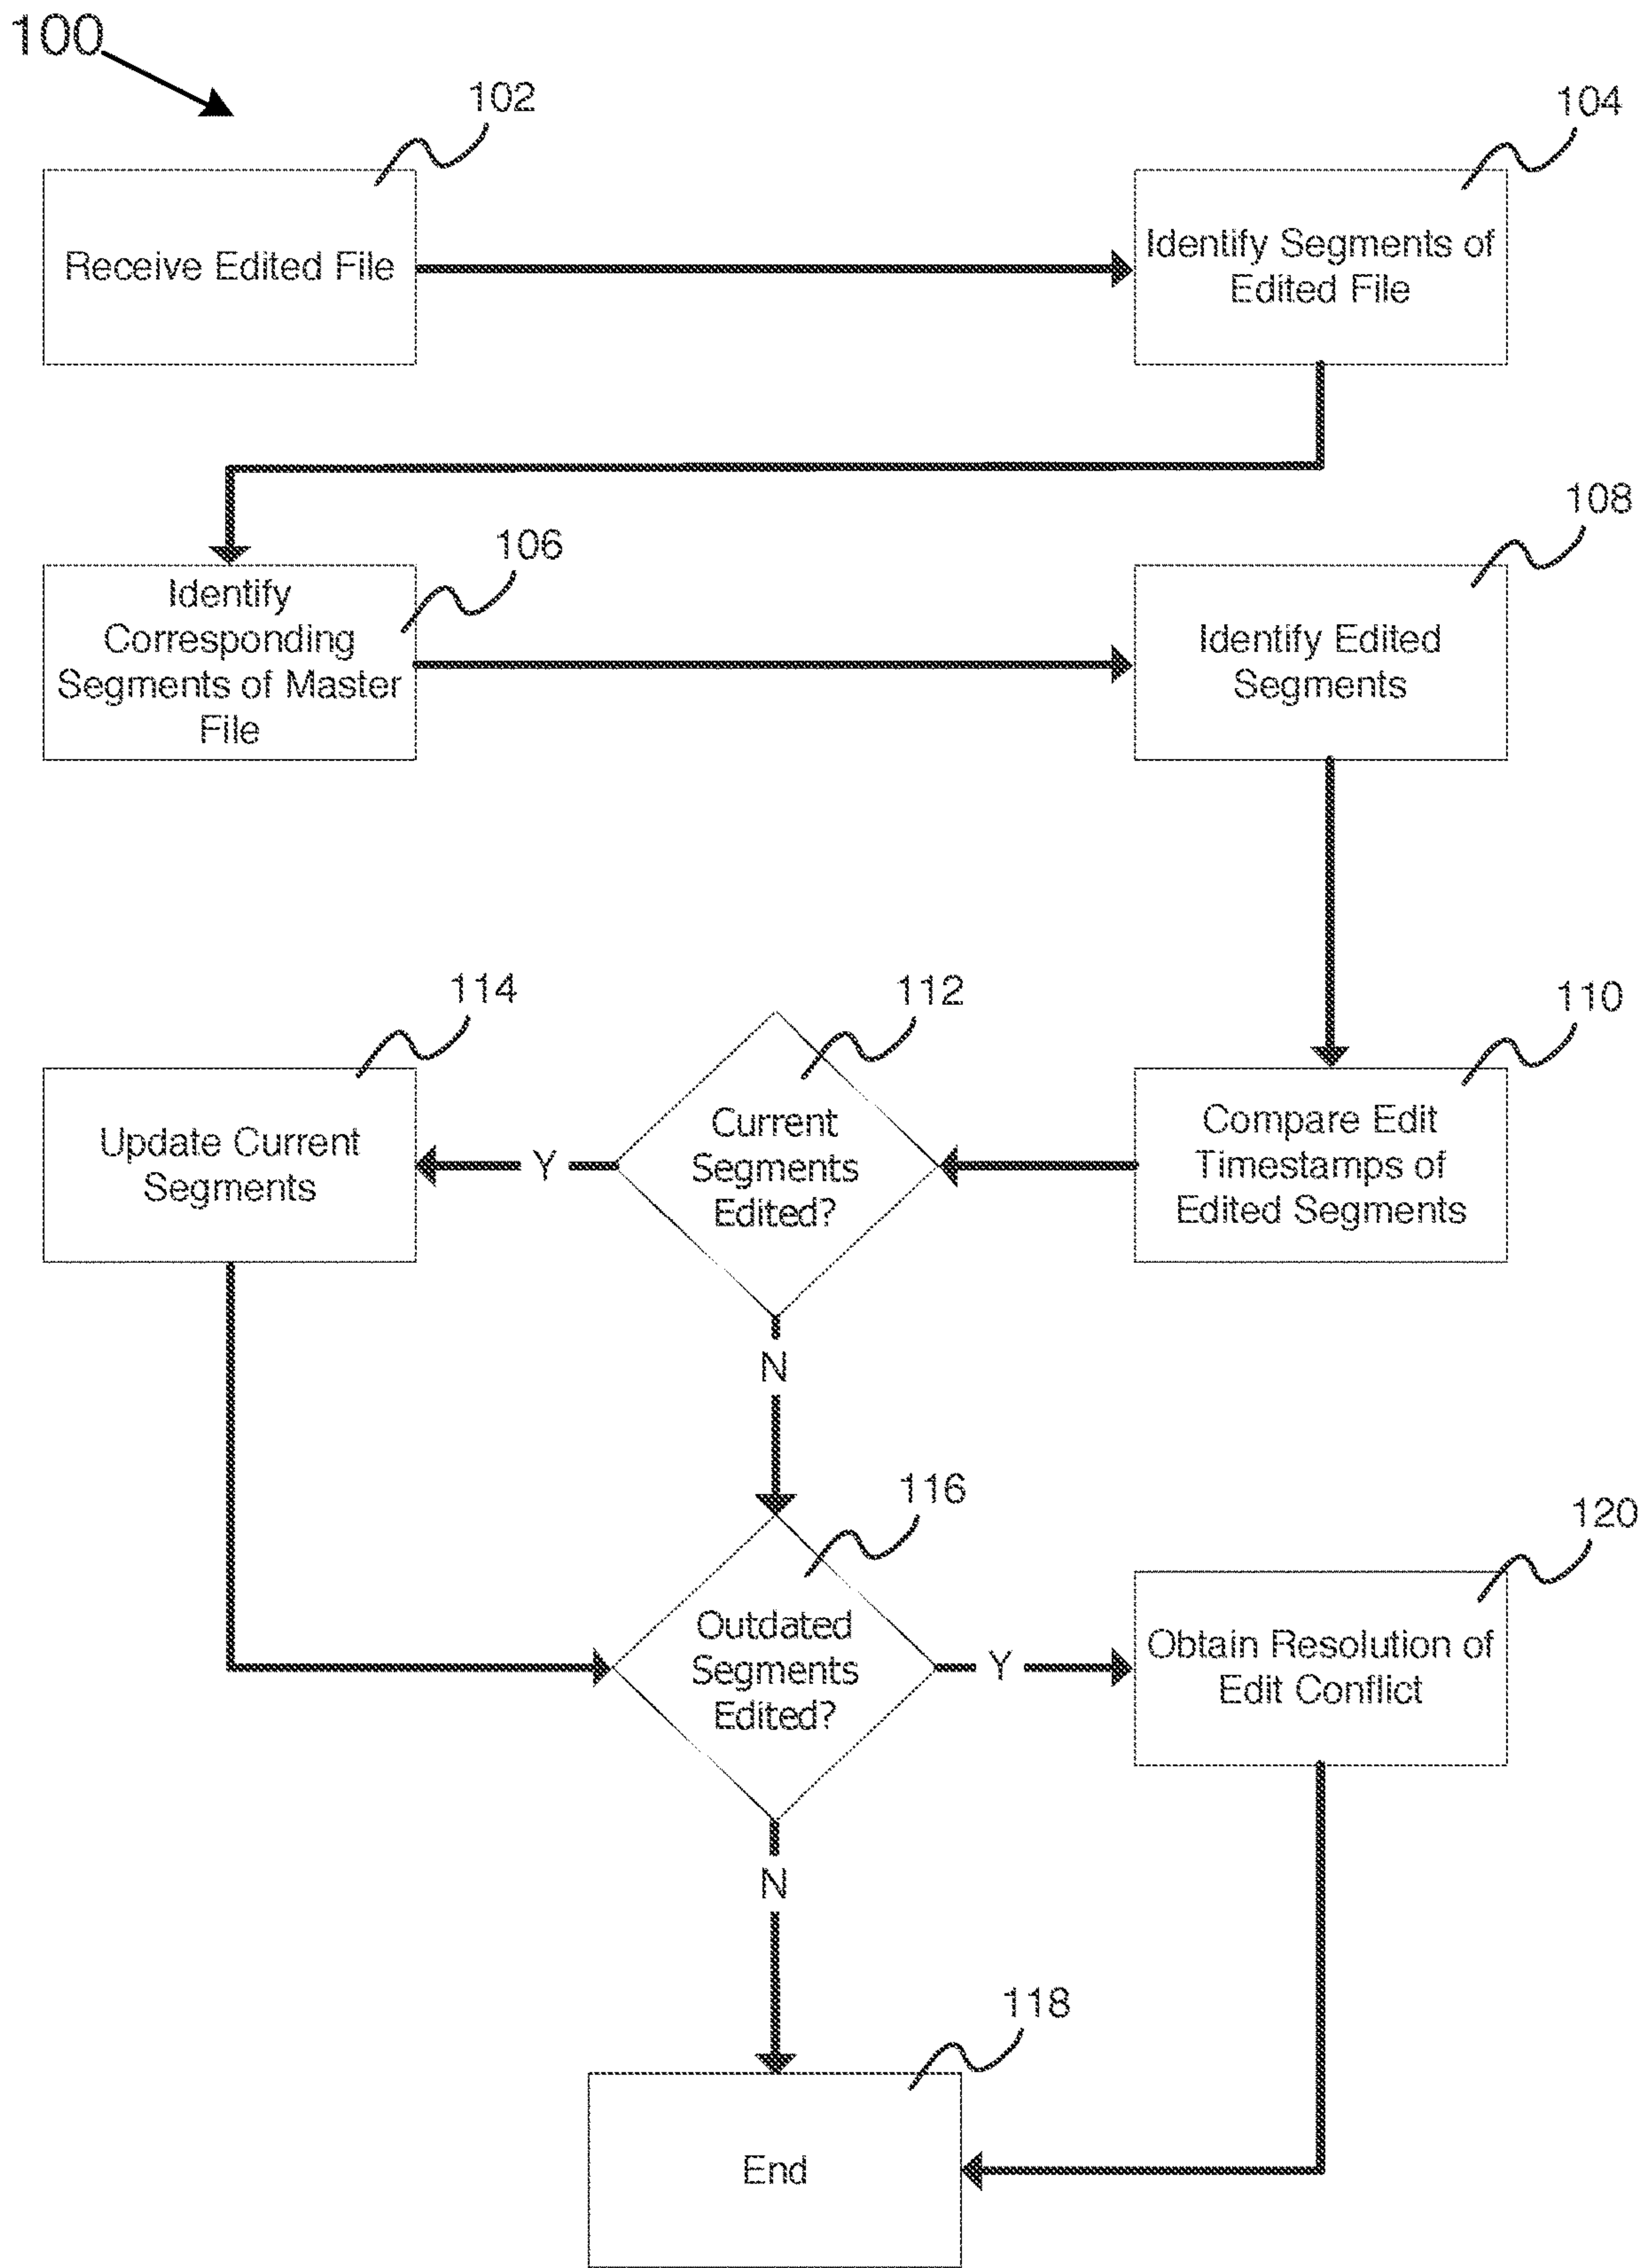 100
102
Receive Edited File
104
Identify Segments of
Edited File
106
Identify
Corresponding
Segments of Master
File
108
Identify Edited
Segments
110
Compare Edit
Timestamps of
Edited Segments
112
Current
Segments
Edited?
Y
N
114
Update Current
Segments
116
Outdated
Segments
Edited?
Y
N
120
Obtain Resolution of
Edit Conflict
118
End